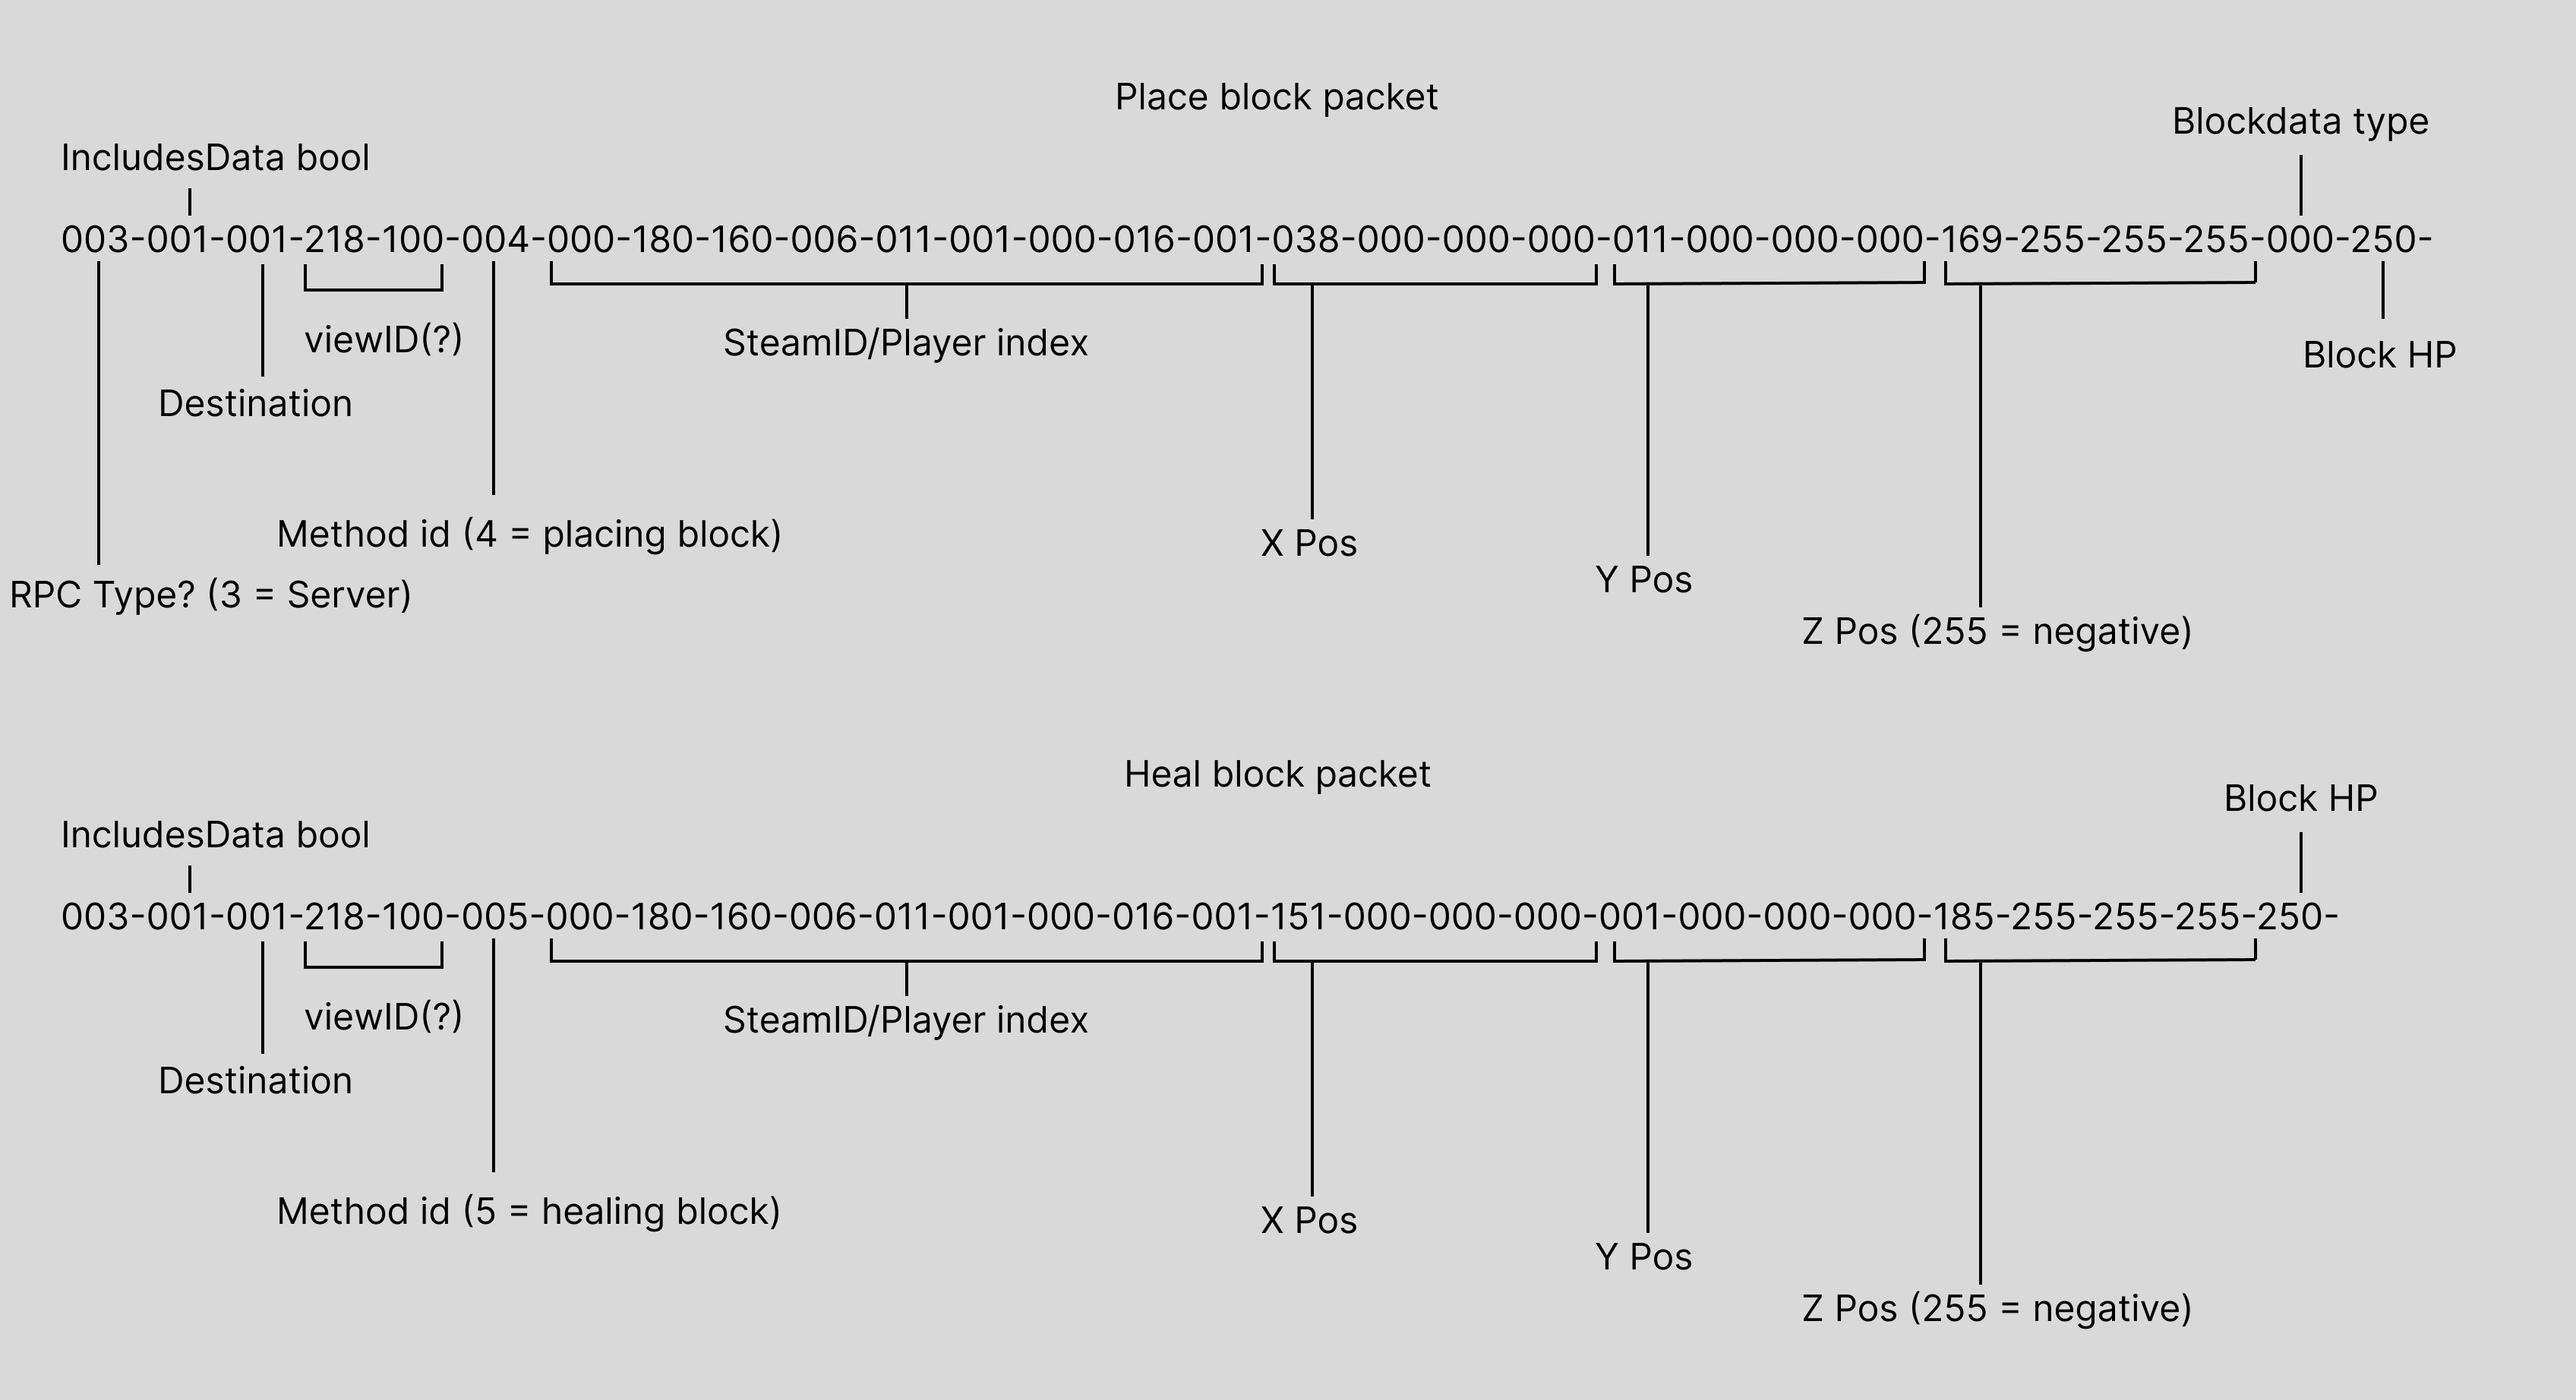 Place block packet
Blockdata type
IncludesData bool
003-001-001-218-100-004-000-180-160-006-011-001-000-016-001-038-000-000-000-011-000-000-000-169-255-255-255-000-250-
viewID(?)
SteamID/Player index
Block HP
Destination
Method id (4 = placing block)
X Pos
Y Pos
RPC Type? (3 = Server)
Z Pos (255 = negative)
Heal block packet
Block HP
IncludesData bool
003-001-001-218-100-005-000-180-160-006-011-001-000-016-001-151-000-000-000-001-000-000-000-185-255-255-255-250-
viewID(?)
SteamID/Player index
Destination
Method id (5 = healing block)
X Pos
Y Pos
Z Pos (255 = negative)